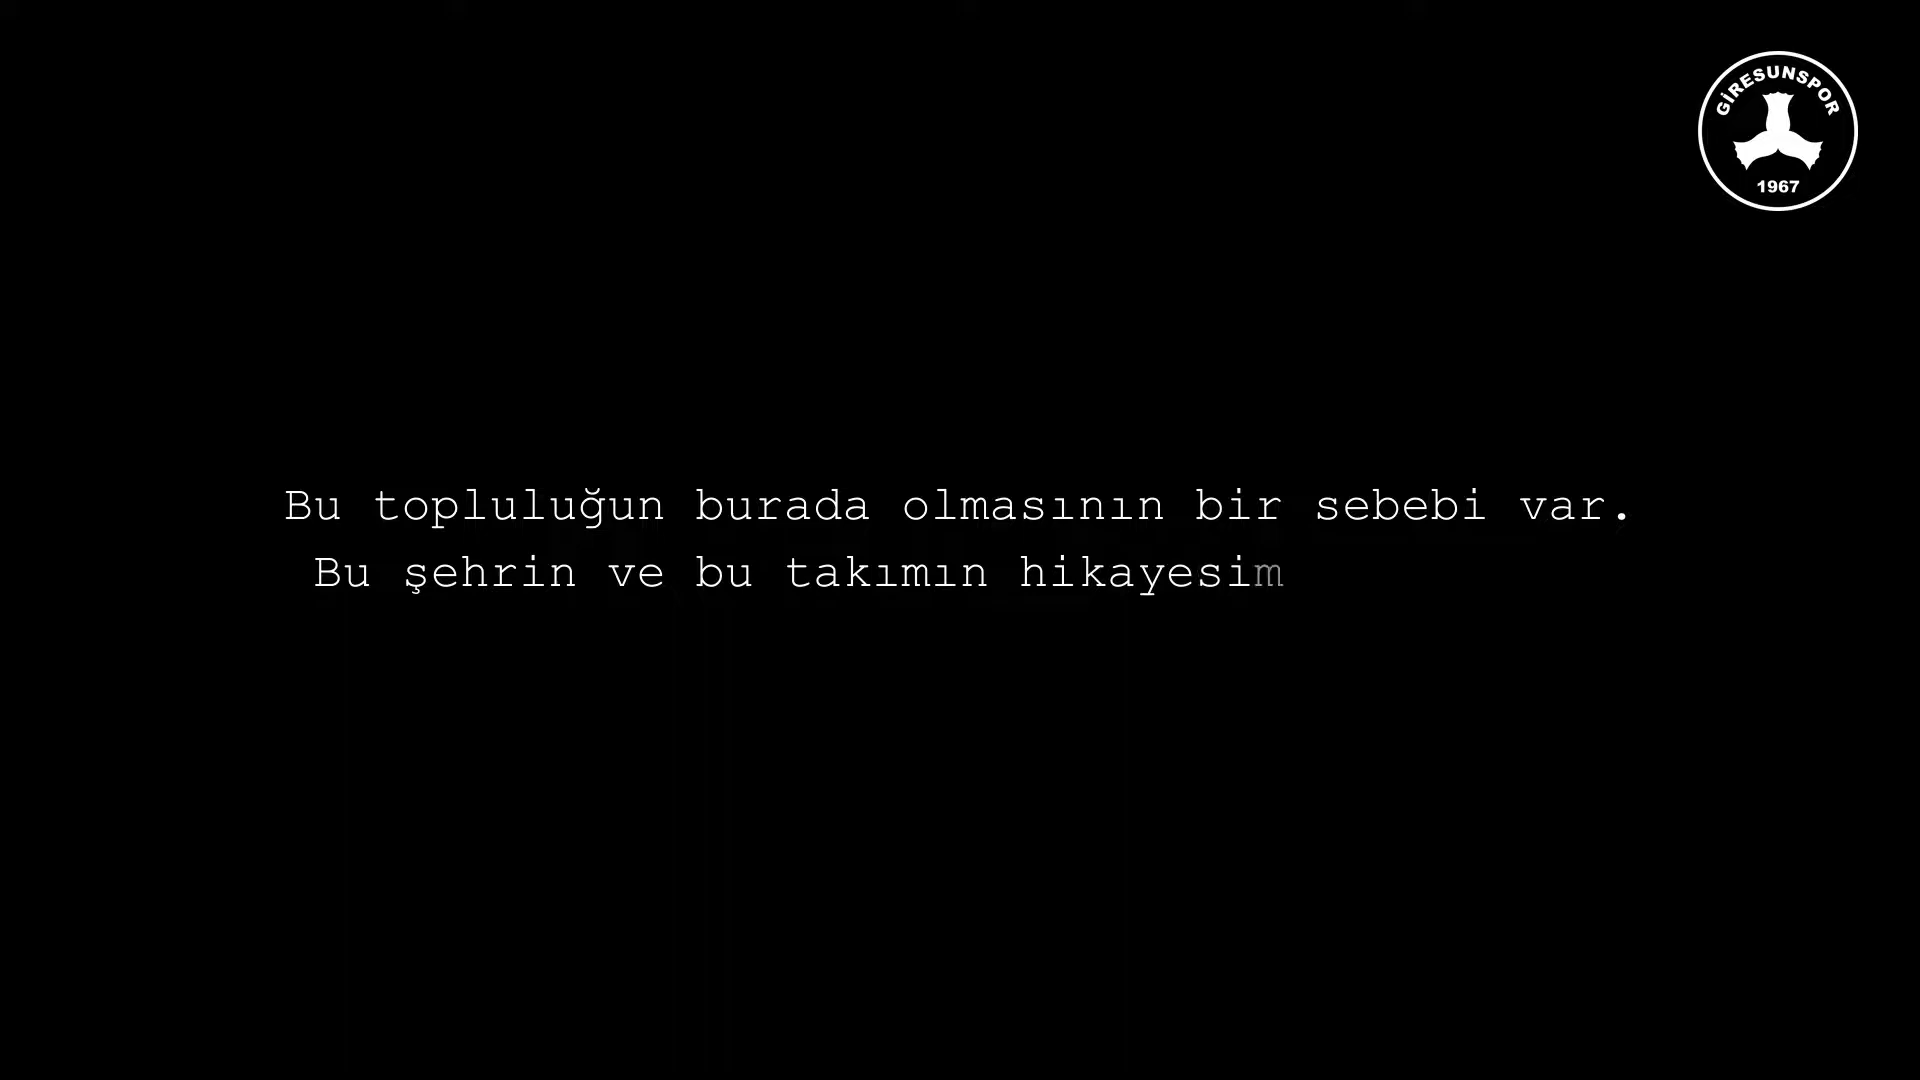 GİRESUNSPOR
1967
Bu topluluğun burada olmasının bir sebebi var.
Bu şehrin ve bu takımın hikayesim